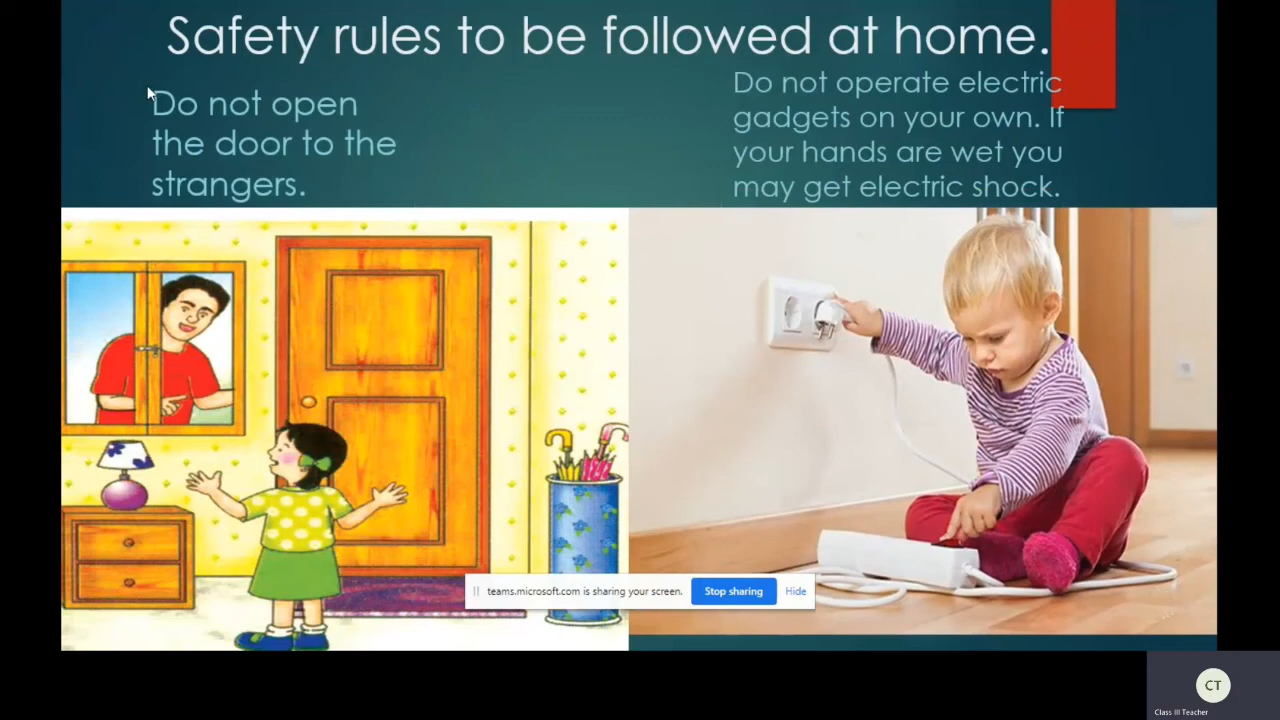 Safety rules to be followed at home.
Do not open
the door to the
strangers.
Do not operate electric
gadgets on your own. If
your hands are wet you
may get electric shock.
teams.microsoft.com is sharing your screen.
Stop sharing
Hide
CT
Class III Teacher